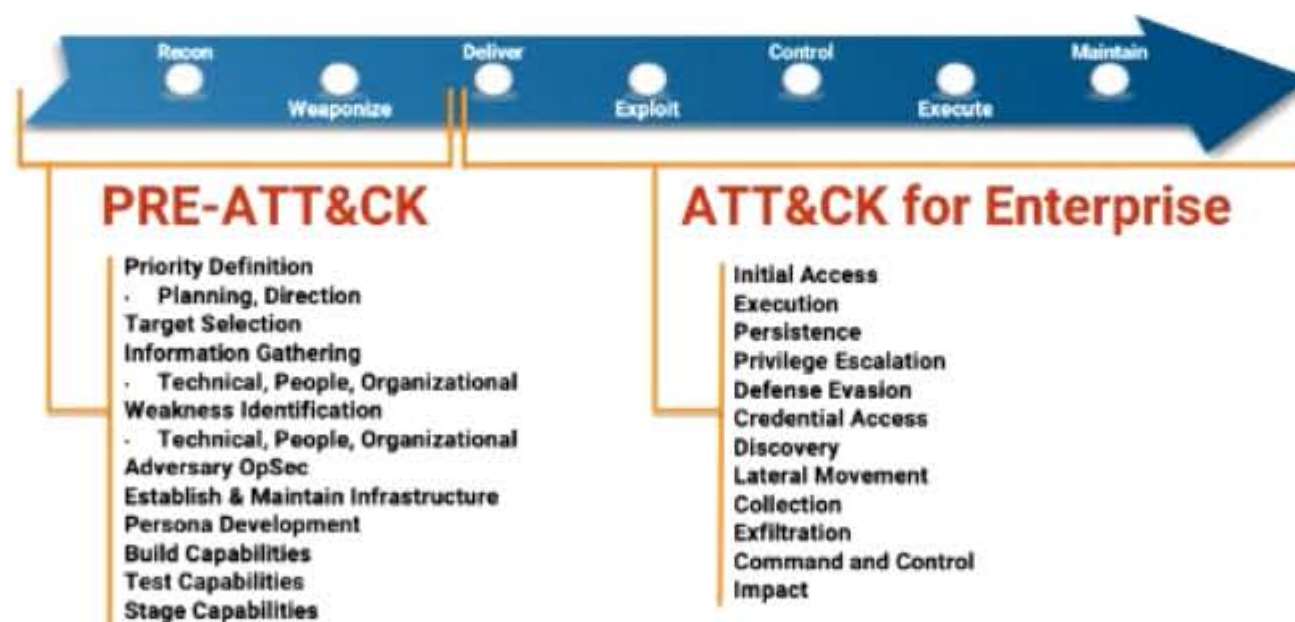 Recon
Weaponize
Deliver
Exploit
Control
Execute
Maintain
PRE-ATT&CK
Priority Definition
· Planning, Direction
Target Selection
Information Gathering
· Technical, People, Organizational
Weakness Identification
· Technical, People, Organizational
Adversary OpSec
Establish & Maintain Infrastructure
Persona Development
Build Capabilities
Test Capabilities
Stage Capabilities
ATT&CK for Enterprise
Initial Access
Execution
Persistence
Privilege Escalation
Defense Evasion
Credential Access
Discovery
Lateral Movement
Collection
Exfiltration
Command and Control
Impact